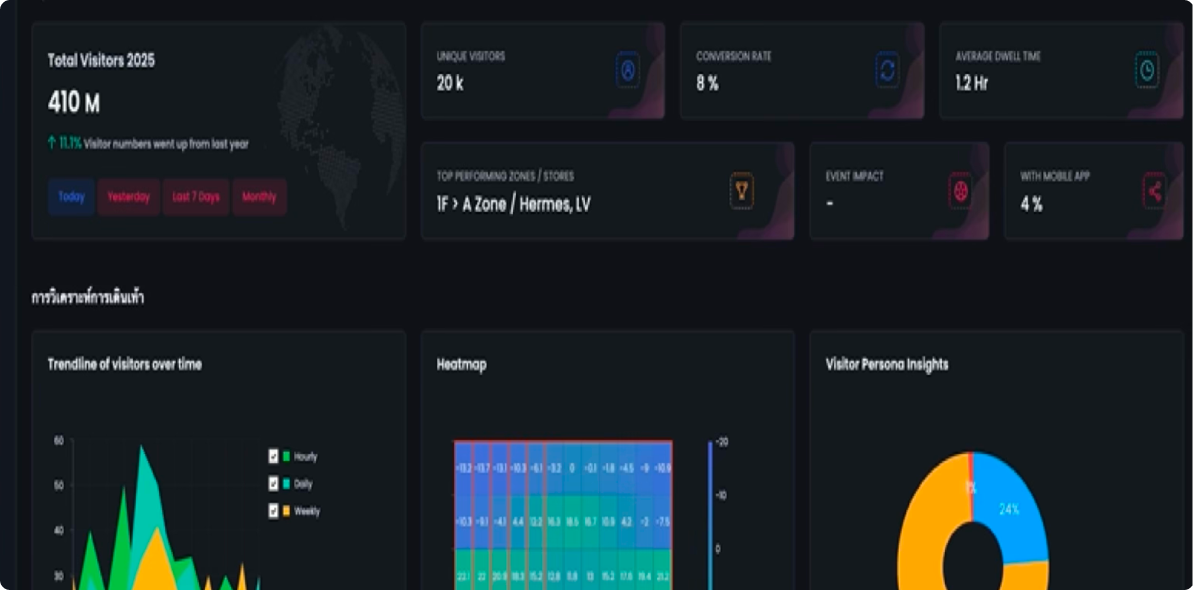 Total Visitors 2025
410 M
↑ 11.1% Visitor numbers went up from last year
Today Yesterday Last 7 Days Monthly
UNIQUE VISITORS
20 k
CONVERSION RATE
8 %
AVERAGE DWELL TIME
1.2 Hr
TOP PERFORMING ZONES / STORES
1F > A Zone / Hermes, LV
EVENT IMPACT
-
WITH MOBILE APP
4 %
การวิเคราะห์การเดินเท้า
Trendline of visitors over time
60
50
40
30
Hourly
Daily
Weekly
Heatmap
-13.2 -13.7 -13.1 -10.3 -6.1 -3.2 0 -0.1 -1.8 -4.5 -9 -10.9
-10.3 -9.1 -4.1 4.4 12.2 16.3 18.5 16.7 10.9 4.2 -2 -7.5
22.1 22 20.9 18.3 15.2 12.8 11.8 13 15.2 17.6 19.4 21.2
-20
-10
0
Visitor Persona Insights
24%